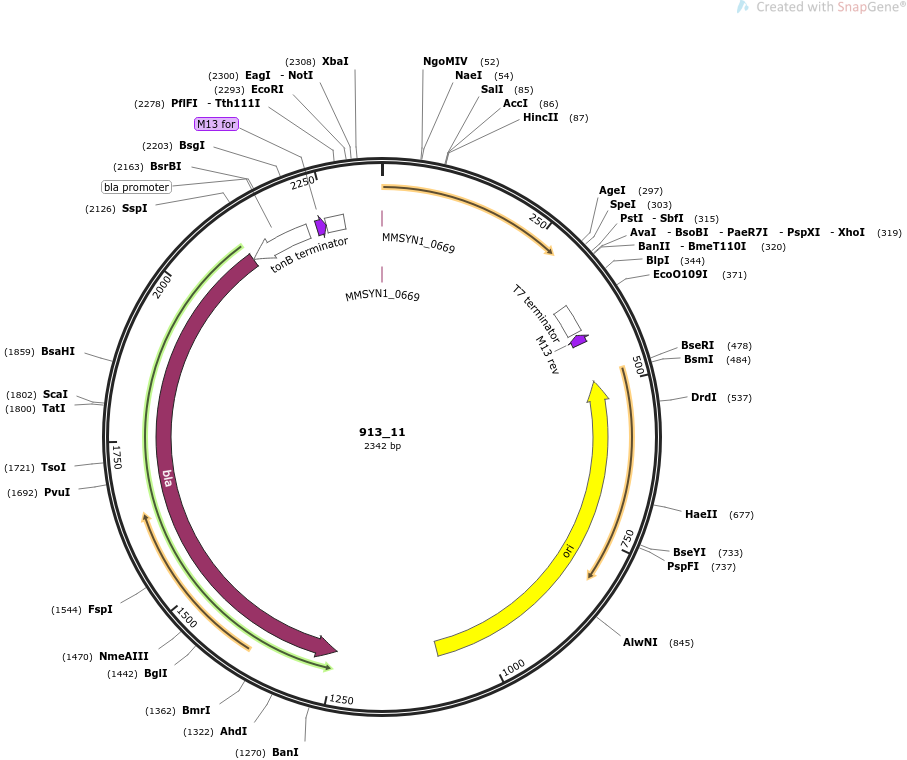 Created with SnapGene®
(2308) XbaI
(2300) EagI - NotI
(2293) EcoRI
(2278) PflFI - Tth111I
M13 for
(2203) BsgI
(2163) BsrBI
bla promoter
(2126) SspI
NgoMIV (52)
NaeI (54)
SalI (85)
AccI (86)
HincII (87)
AgeI (297)
SpeI (303)
PstI - SbfI (315)
AvaI - BsoBI - PaeR7I - PspXI - XhoI (319)
BanII - BmeT110I (320)
BlpI (344)
EcoO109I (371)
BseRI (478)
BsmI (484)
DrdI (537)
HaeII (677)
BseYI (733)
PspFI (737)
AlwNI (845)
(1859) BsaHI
(1802) ScaI
(1800) TatI
(1721) TsoI
(1692) PvuI
(1544) FspI
(1470) NmeAIII
(1442) BglI
(1362) BmrI
(1322) AhdI
(1270) BanI
2250
250
2000
500
1750
750
1500
1250
1000
tonB terminator
MMSYN1_0669
MMSYN1_0669
T7 terminator
M13 rev
bla
ori
913_11
2342 bp